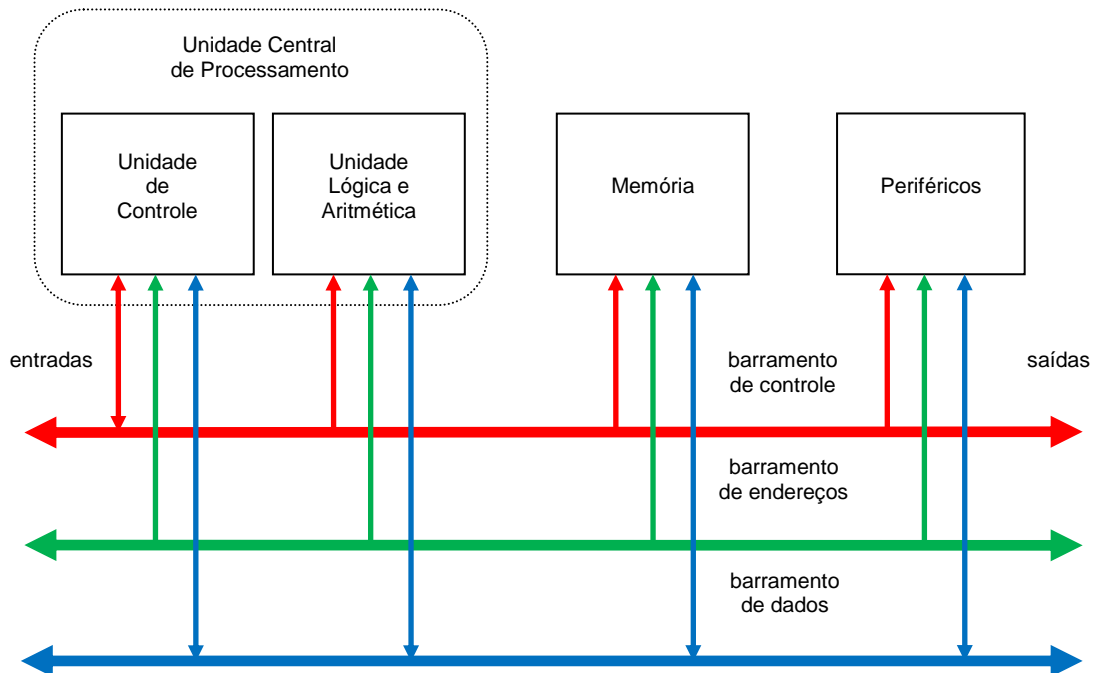 Unidade Central
de Processamento
Unidade
de
Controle
Unidade
Lógica e
Aritmética
Memória
Periféricos
entradas
barramento
de controle
saídas
barramento
de endereços
barramento
de dados